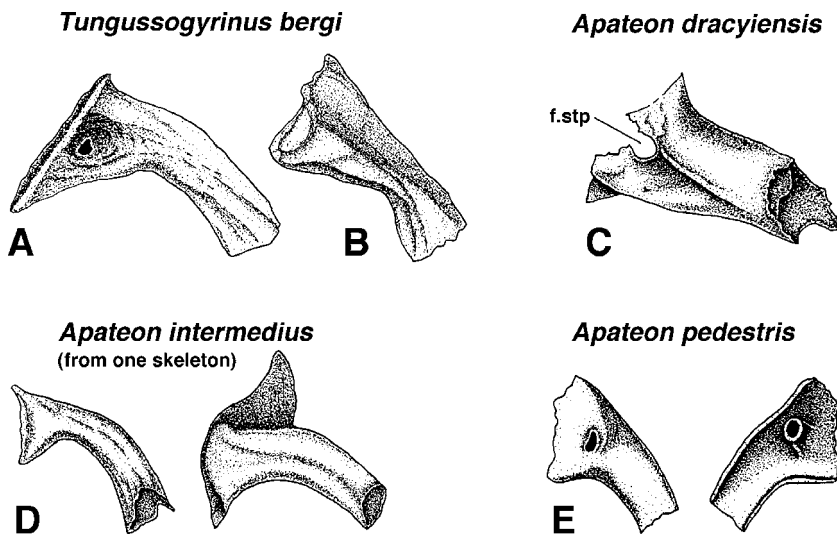 Tungussogyrinus bergi
Apateon dracyiensis
f.stp
A
B
C
Apateon intermedius
(from one skeleton)
Apateon pedestris
D
E